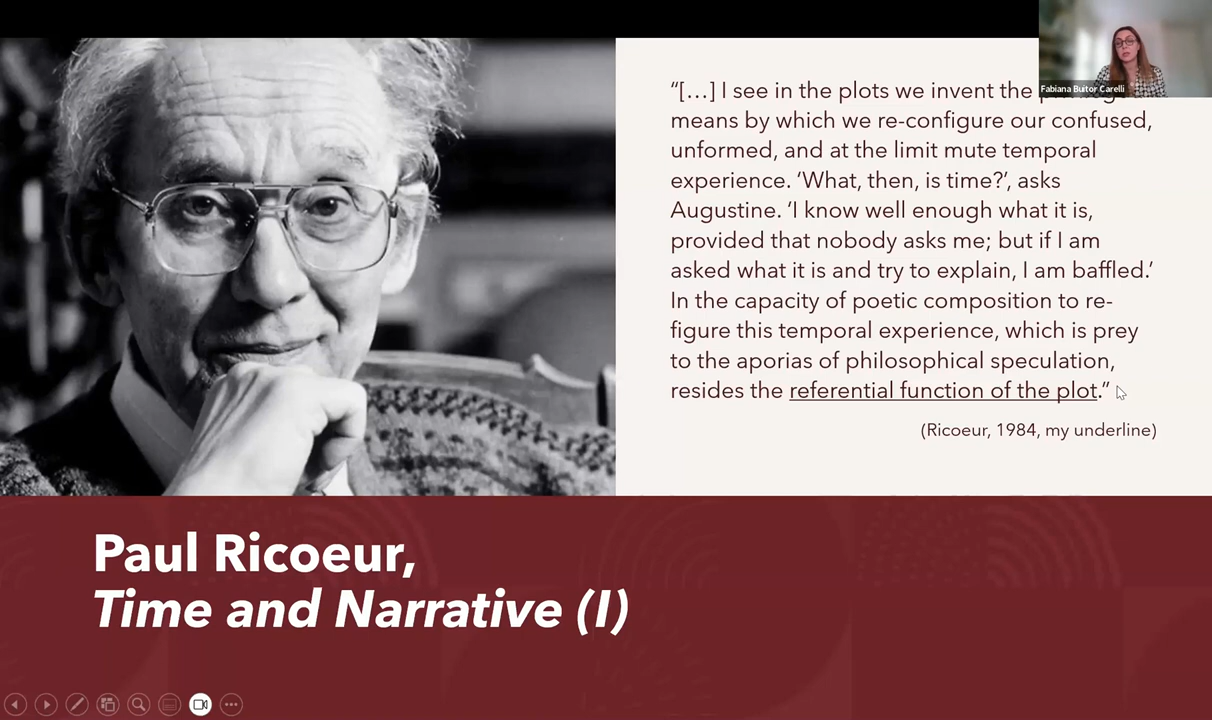 “[…] I see in the plots we invent the
means by which we re-configure our confused,
unformed, and at the limit mute temporal
experience. ‘What, then, is time?’, asks
Augustine. ‘I know well enough what it is,
provided that nobody asks me; but if I am
asked what it is and try to explain, I am baffled.’
In the capacity of poetic composition to re-
figure this temporal experience, which is prey
to the aporias of philosophical speculation,
resides the referential function of the plot.”
(Ricoeur, 1984, my underline)
Fabiana Buitor Carelli
Paul Ricoeur,
Time and Narrative (I)